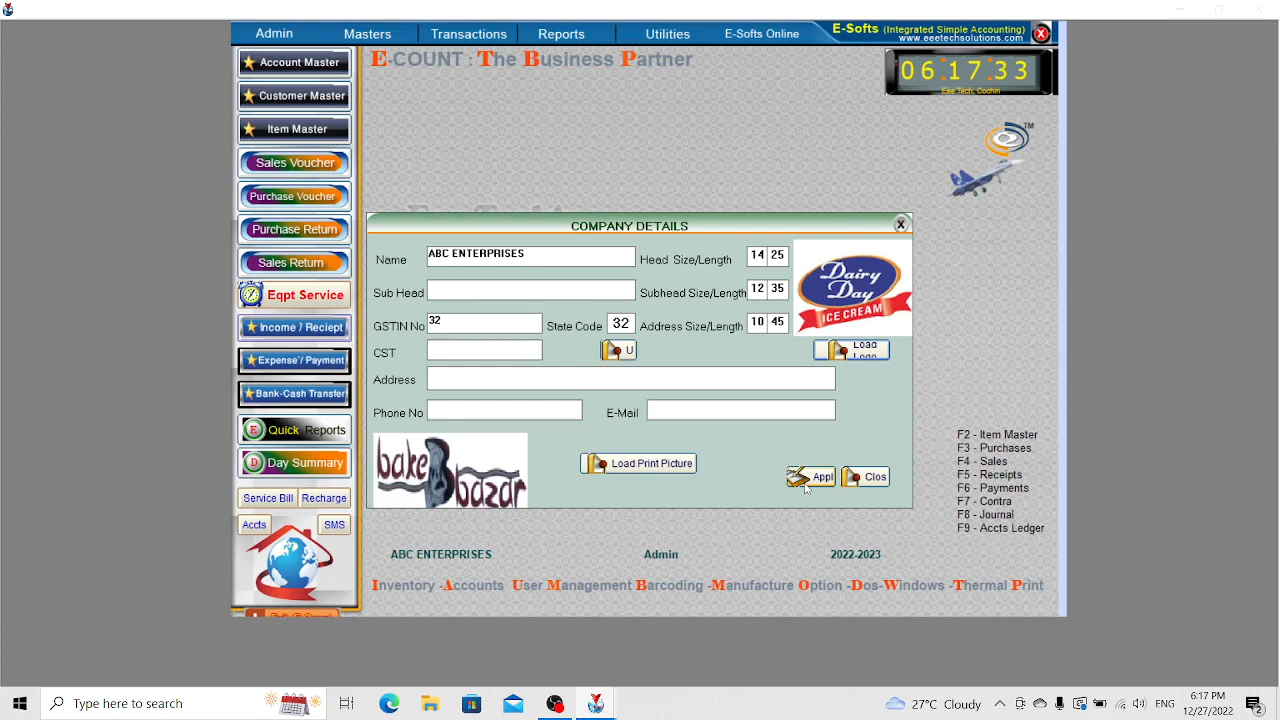 Admin
Masters
Transactions
Reports
Utilities
E-Softs Online
E-Softs (Integrated Simple Accounting)
www.eeetechsolutions.com
X
Account Master
Customer Master
Item Master
Sales Voucher
Purchase Voucher
Purchase Return
Sales Return
Eqpt Service
Income / Reciept
Expense / Payment
Bank-Cash Transfer
E Quick Reports
D Day Summary
Service Bill
Recharge
Accts
SMS
E-COUNT : The Business Partner
06:17:33
Eee Tech, Cochin
TM
COMPANY DETAILS
X
Name
ABC ENTERPRISES
Head Size/Length
14 25
Sub Head
Subhead Size/Length
12 35
GSTIN No
32
State Code
32
Address Size/Length
10 45
CST
U
Load
Address
Phone No
E-Mail
Load Print Picture
Appl
Clos
Dairy
Day
ICE CREAM
bake
bazar
F2 - Item Master
F3 - Purchases
F4 - Sales
F5 - Receipts
F6 - Payments
F7 - Contra
F8 - Journal
F9 - Accts Ledger
ABC ENTERPRISES
Admin
2022-2023
Inventory -Accounts User Management Barcoding -Manufacture Option -Dos-Windows -Thermal Print
Type here to search
27°C Cloudy
6:17 PM
12/27/2022
2